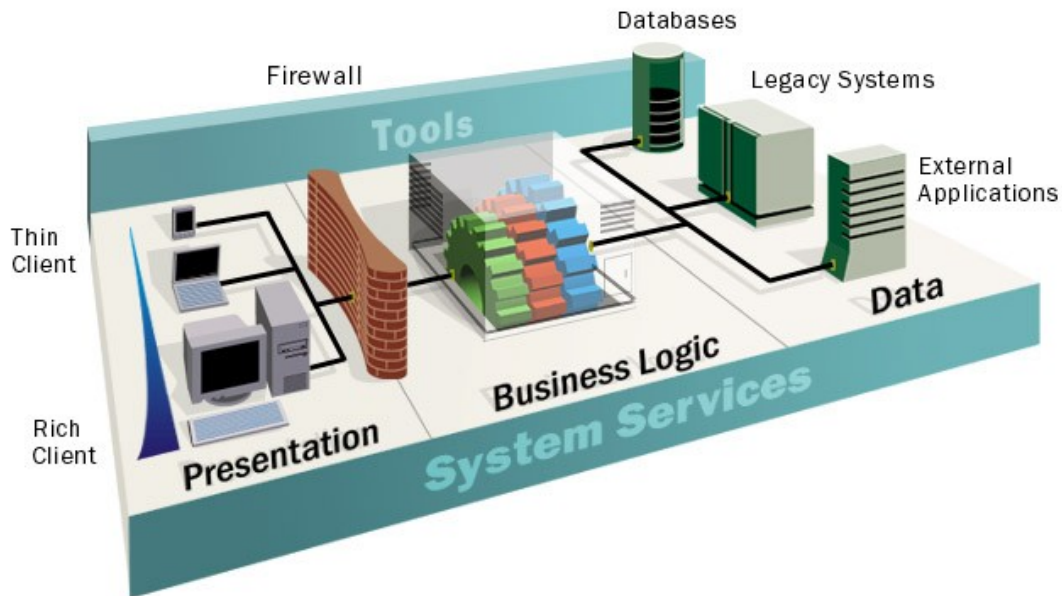 Databases
Firewall
Legacy Systems
Tools
External
Applications
Thin
Client
Data
Business Logic
Rich
Client
Presentation
System Services